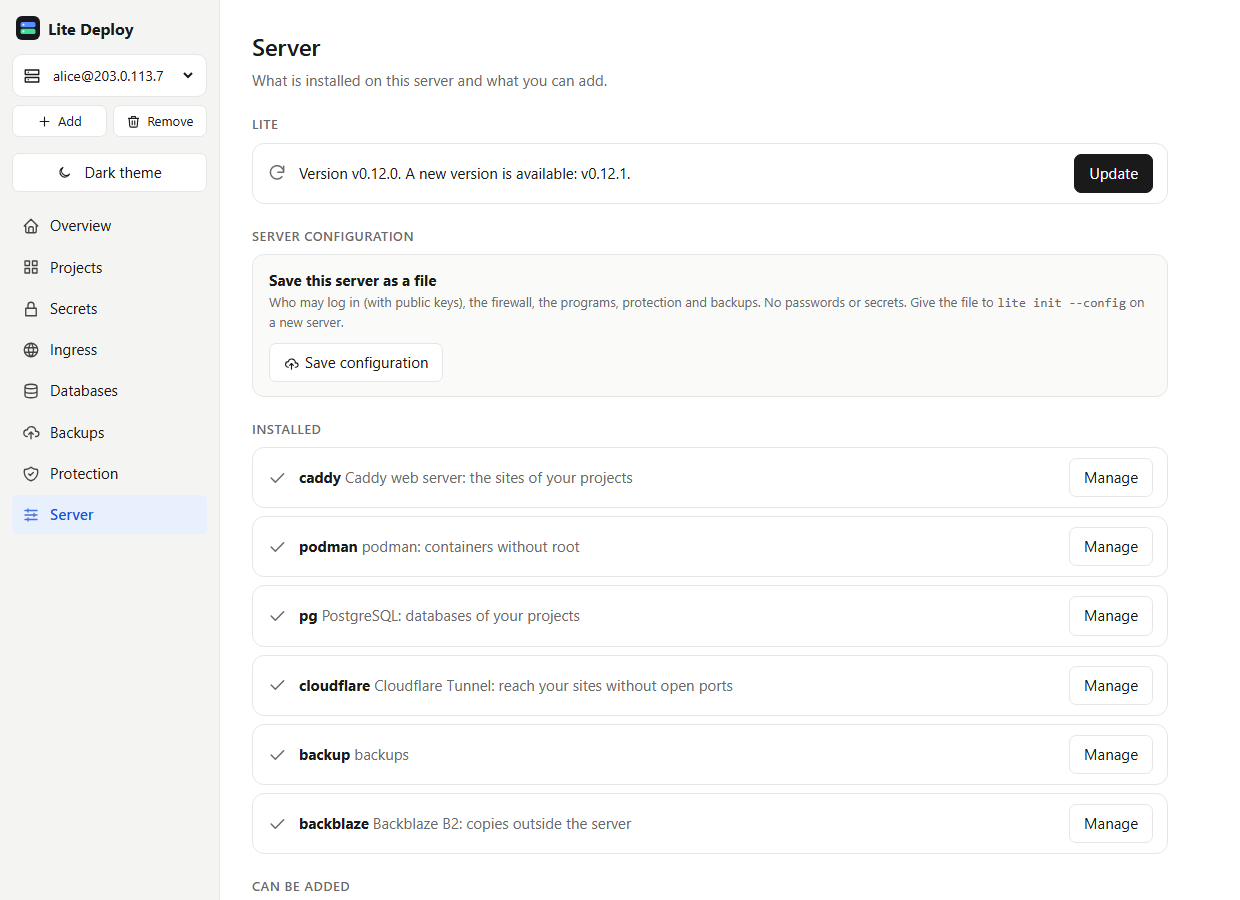 Lite Deploy
alice@203.0.113.7
Add
Remove
Dark theme
Overview
Projects
Secrets
Ingress
Databases
Backups
Protection
Server
Server
What is installed on this server and what you can add.
LITE
Version v0.12.0. A new version is available: v0.12.1.
Update
SERVER CONFIGURATION
Save this server as a file
Who may log in (with public keys), the firewall, the programs, protection and backups. No passwords or secrets. Give the file to lite init --config on
a new server.
Save configuration
INSTALLED
caddy Caddy web server: the sites of your projects
Manage
podman podman: containers without root
Manage
pg PostgreSQL: databases of your projects
Manage
cloudflare Cloudflare Tunnel: reach your sites without open ports
Manage
backup backups
Manage
backblaze Backblaze B2: copies outside the server
Manage
CAN BE ADDED